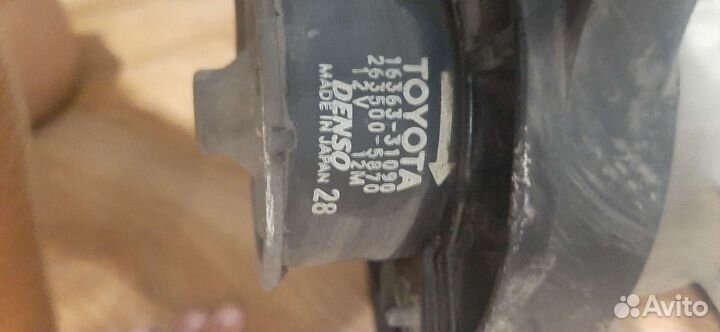 TOYOTA
16363-31090
263500-5870
12V 12M
DENSO
MADE IN JAPAN 28
Avito